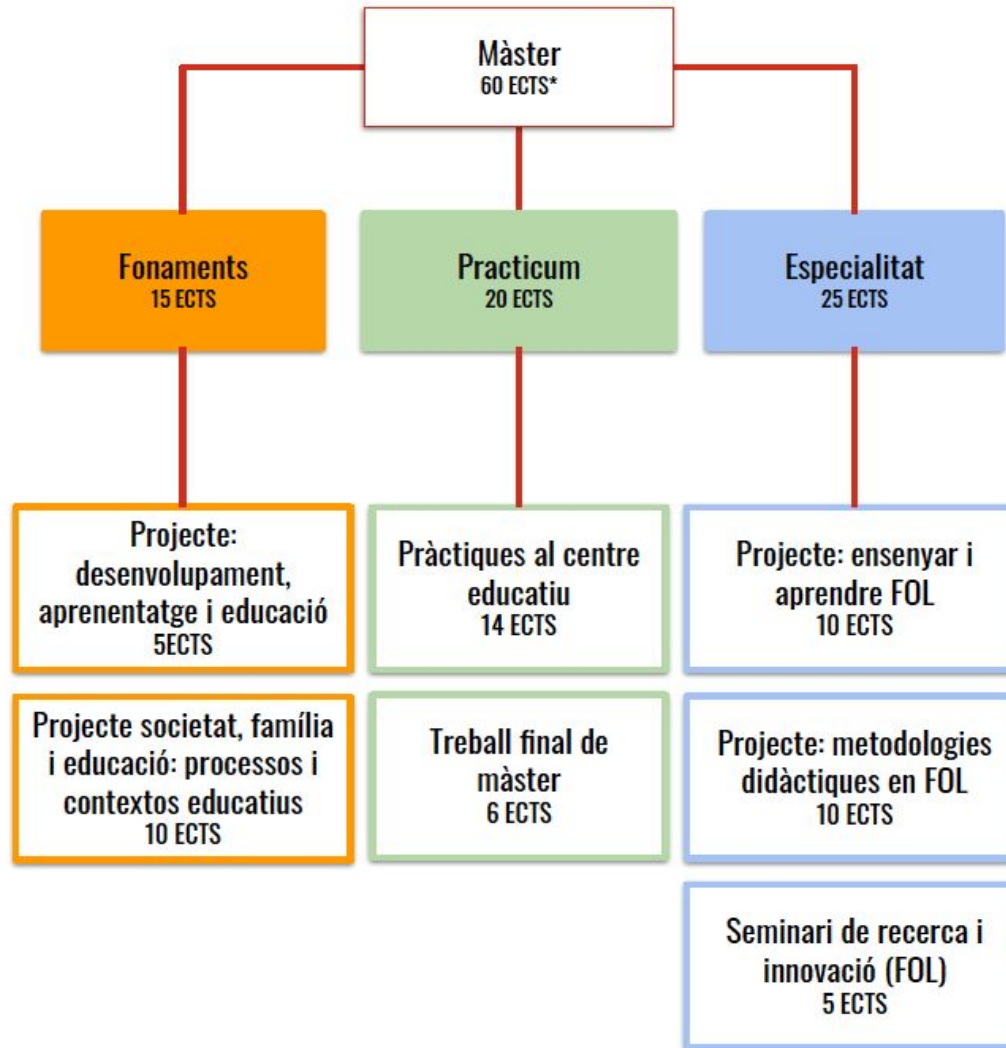 Màster
60 ECTS*
Fonaments
15 ECTS
Practicum
20 ECTS
Especialitat
25 ECTS
Projecte:
desenvolupament,
aprenentatge i educació
5ECTS
Projecte societat, família
i educació: processos i
contextos educatius
10 ECTS
Pràctiques al centre
educatiu
14 ECTS
Treball final de
màster
6 ECTS
Projecte: ensenyar i
aprendre FOL
10 ECTS
Projecte: metodologies
didàctiques en FOL
10 ECTS
Seminari de recerca i
innovació (FOL)
5 ECTS